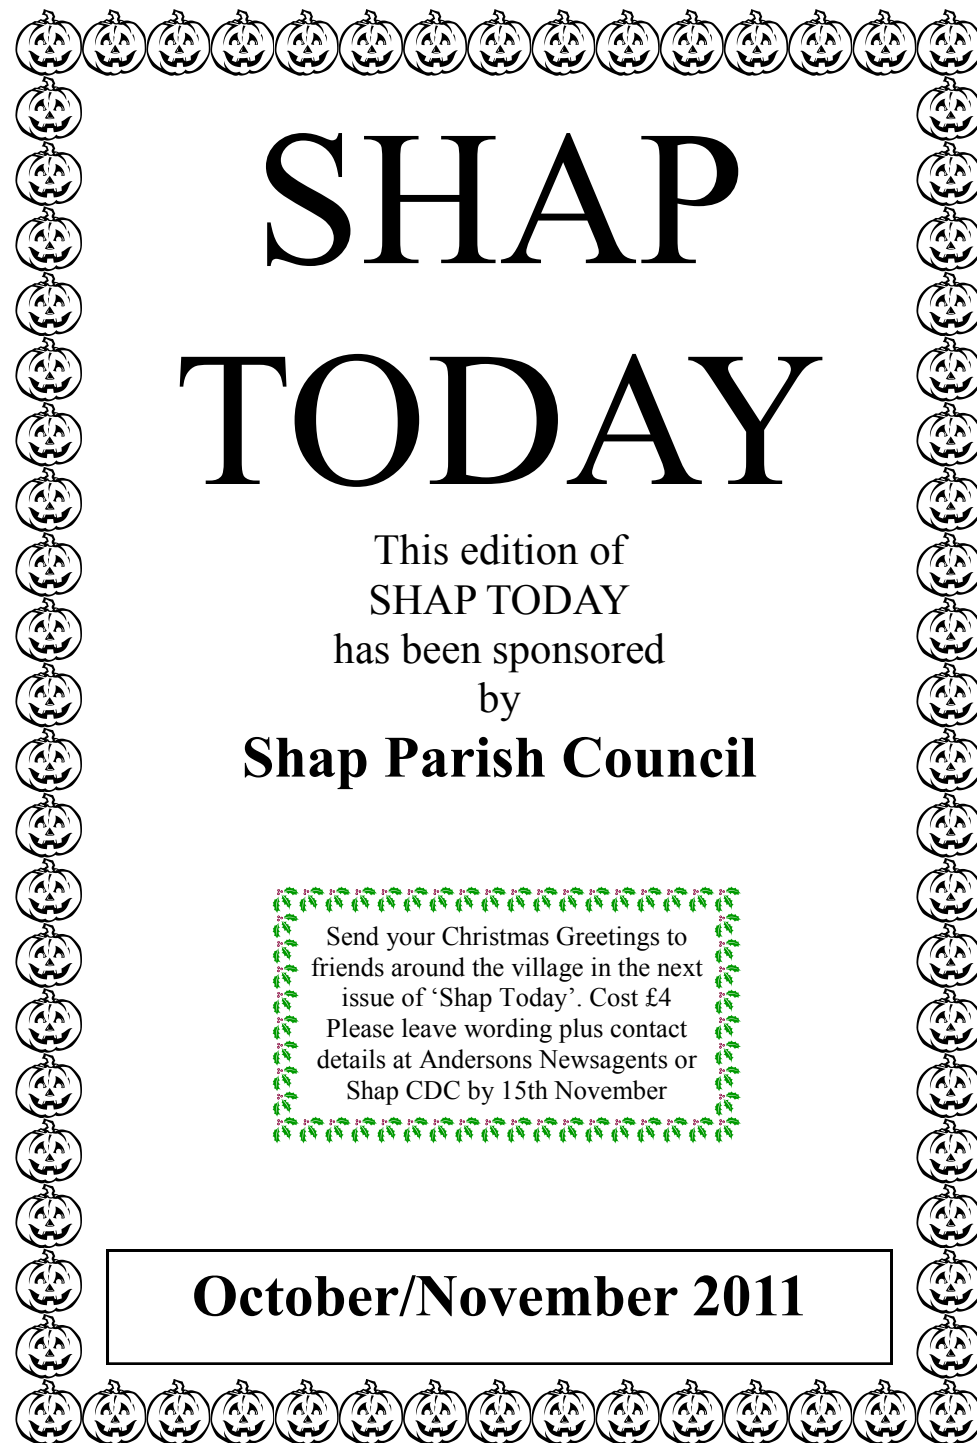 SHAP
TODAY
This edition of
SHAP TODAY
has been sponsored
by
Shap Parish Council
Send your Christmas Greetings to
friends around the village in the next
issue of ‘Shap Today’. Cost £4
Please leave wording plus contact
details at Andersons Newsagents or
Shap CDC by 15th November
October/November 2011